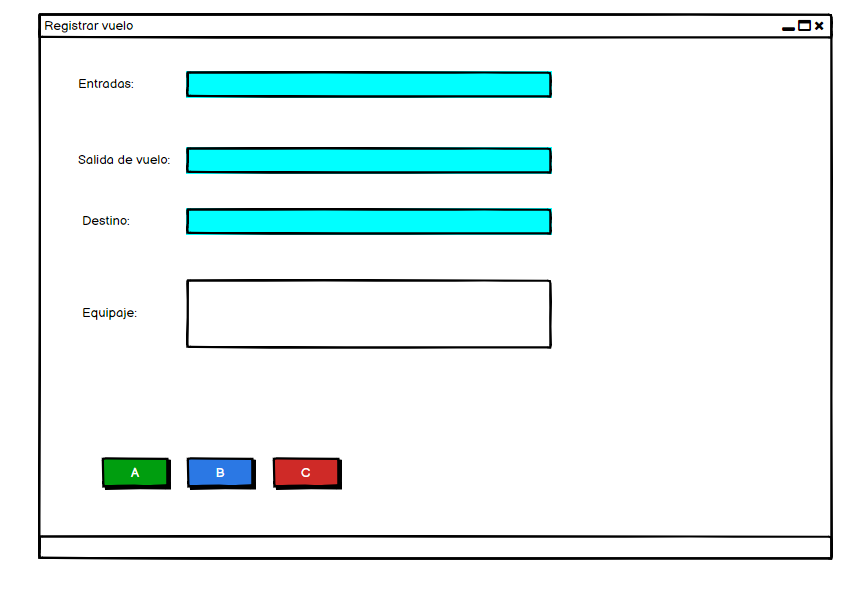 Registrar vuelo
Entradas:
Salida de vuelo:
Destino:
Equipaje:
A B C